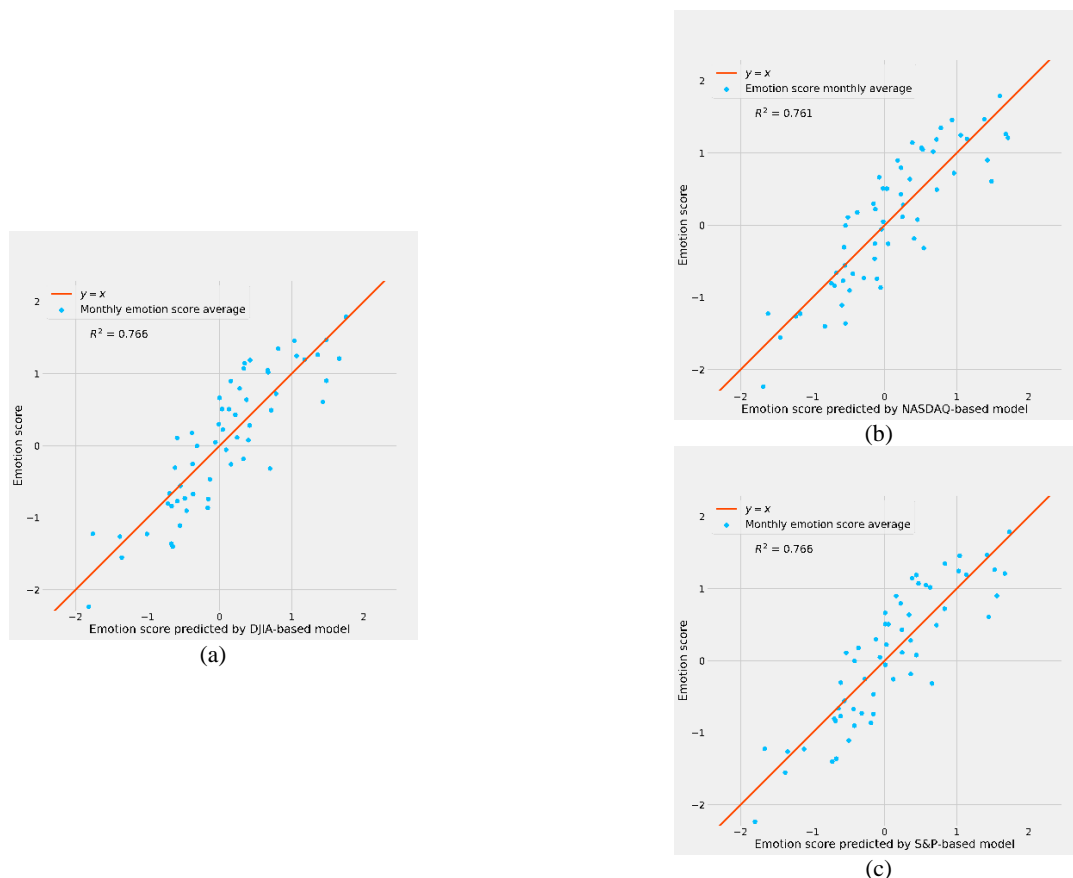 2
1
0
−1
−2
Emotion score
y = x
Monthly emotion score average
R² = 0.766
−2
−1
0
1
2
Emotion score predicted by DJIA-based model
(a)
2
1
0
−1
−2
Emotion score
y = x
Emotion score monthly average
R² = 0.761
−2
−1
0
1
2
Emotion score predicted by NASDAQ-based model
(b)
2
1
0
−1
−2
Emotion score
y = x
Monthly emotion score average
R² = 0.766
−2
−1
0
1
2
Emotion score predicted by S&P-based model
(c)